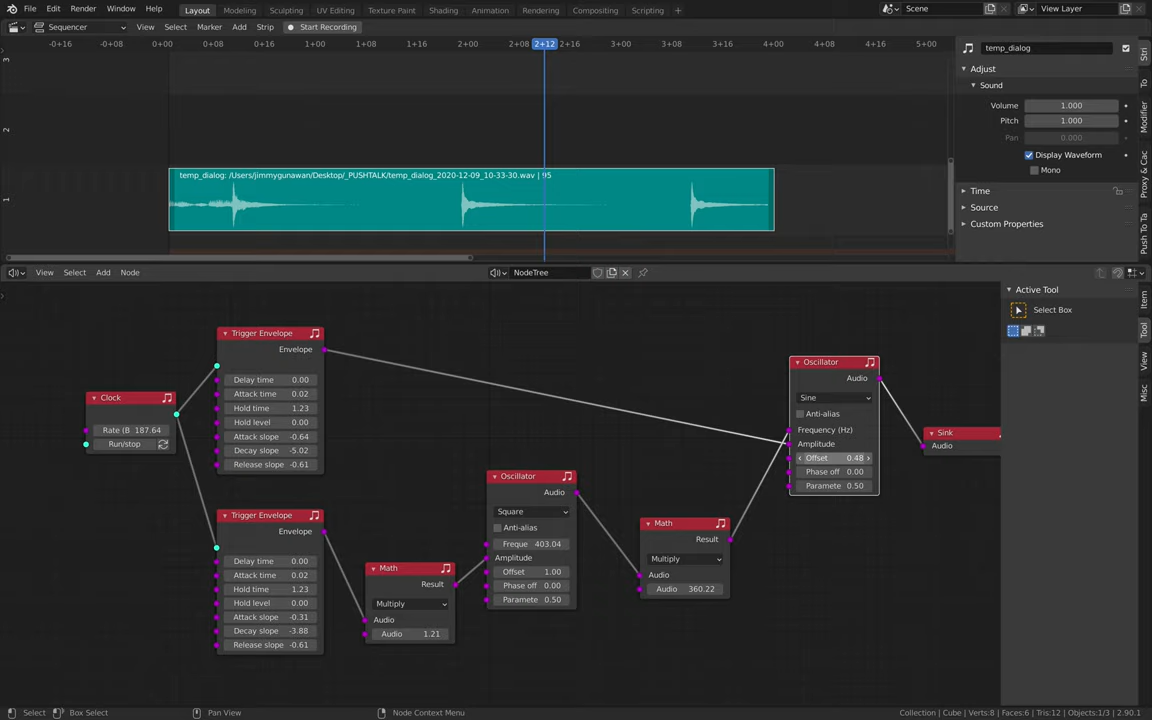 File Edit Render Window Help Layout Modeling Sculpting UV Editing Texture Paint Shading Animation Rendering Compositing Scripting Scene View Layer
Sequencer View Select Marker Add Strip Start Recording
-0+16 -0+08 0+00 0+08 0+16 1+00 1+08 2+00 2+08 2+12 2+16 3+00 3+08 4+00 4+08 4+16 5+00
3
2
1
temp_dialog: /Users/jimmygunawan/Desktop/_PUSHTALK/temp_dialog_2020-12-09_10-33-30.wav | 95
temp_dialog
Adjust
Sound
Volume 1.000
Pitch 1.000
Pan 0.000
Display Waveform
Mono
Time
Source
Custom Properties
Stri
To
Modifier
Proxy & Cac
Push To Ta
View Select Add Node NodeTree
Clock
Rate (B 187.64
Run/stop
Trigger Envelope
Envelope
Delay time 0.00
Attack time 0.02
Hold time 1.23
Hold level 0.00
Attack slope -0.64
Decay slope -5.02
Release slope -0.61
Trigger Envelope
Envelope
Delay time 0.00
Attack time 0.02
Hold time 1.23
Hold level 0.00
Attack slope -0.31
Decay slope -3.88
Release slope -0.61
Math
Result
Multiply
Audio
Audio 1.21
Oscillator
Audio
Square
Anti-alias
Freque 403.04
Amplitude
Offset 1.00
Phase off 0.00
Paramete 0.50
Math
Result
Multiply
Audio
Audio 360.22
Oscillator
Audio
Sine
Anti-alias
Frequency (Hz)
Amplitude
Offset 0.48
Phase off 0.00
Paramete 0.50
Sink
Audio
Active Tool
Select Box
Item
Tool
View
Misc
Select Box Select Pan View Node Context Menu Collection | Cube | Verts:8 | Faces:6 | Tris:12 | Objects:1/3 | 2.90.1